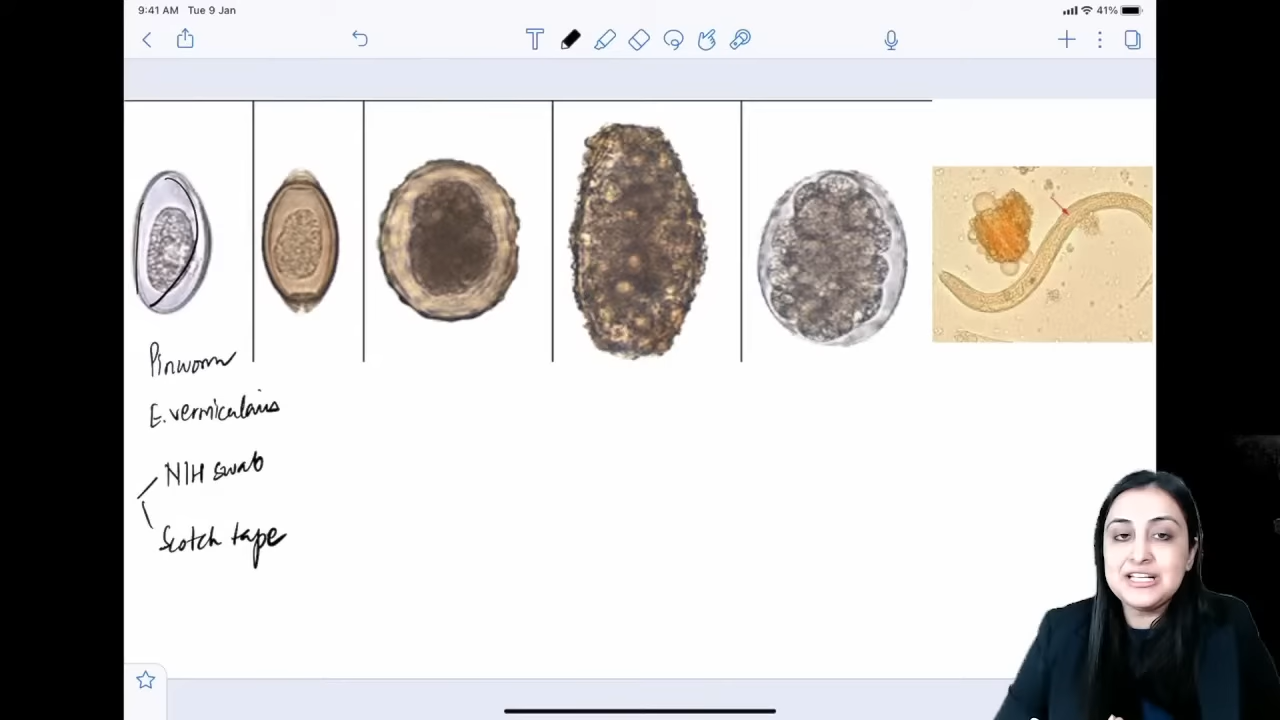 9:41 AM Tue 9 Jan
41%
T
Pinworm
E. vermicularis
NIH swab
Scotch tape